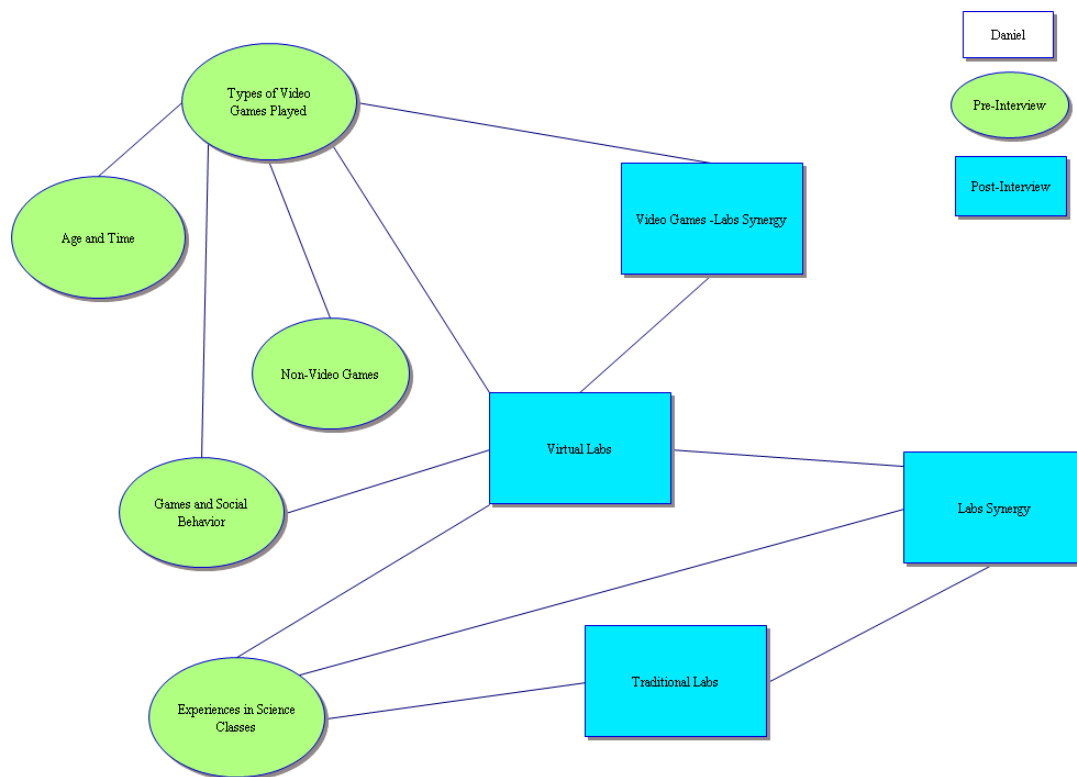 Daniel
Types of Video
Games Played
Pre-Interview
Post-Interview
Video Games -Labs Synergy
Age and Time
Non-Video Games
Virtual Labs
Games and Social
Behavior
Labs Synergy
Traditional Labs
Experiences in Science
Classes